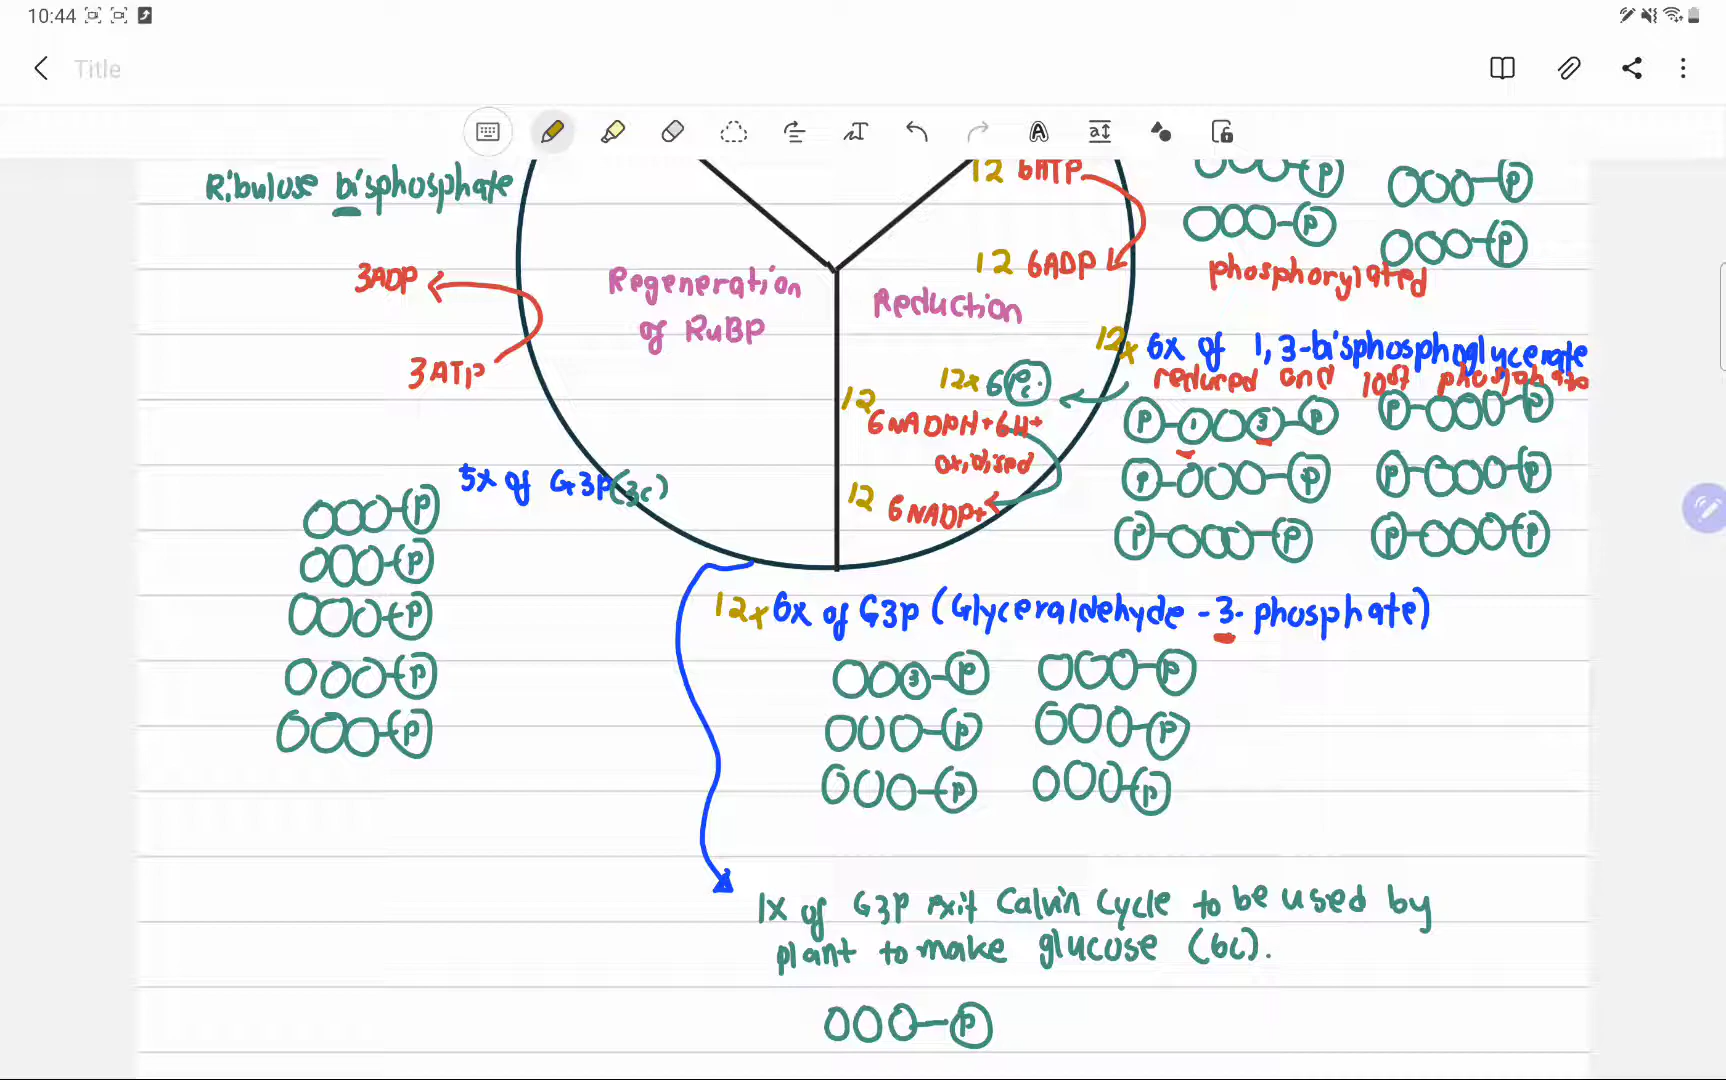 10:44
Title
Ribulose bisphosphate
12 6ATP
P P
P P
12 6ADP
phosphorylated
3ADP
Regeneration
of RuBP
Reduction
12x 6x of 1,3-bisphosphoglycerate
3ATP
12x 6Pi
reduced and lost phosphate
12
6NADPH+6H+
P 1 3 P P P
oxidised
5x of G3P(3c)
P P P P
12 6NADP+
P
P P P P
P
12x 6x of G3P (Glyceraldehyde-3-phosphate)
P
3 P P
P
P P
P
P P
1x of G3P exit Calvin Cycle to be used by
plant to make glucose (6C).
P